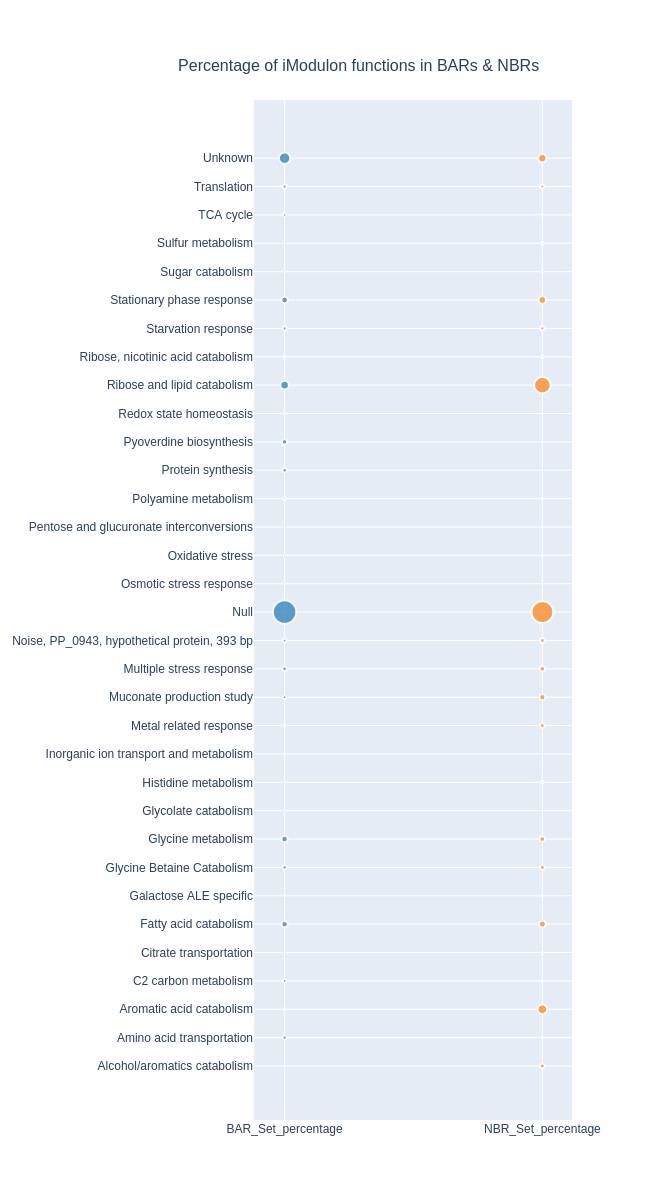 Percentage of iModulon functions in BARs & NBRs
Unknown
Translation
TCA cycle
Sulfur metabolism
Sugar catabolism
Stationary phase response
Starvation response
Ribose, nicotinic acid catabolism
Ribose and lipid catabolism
Redox state homeostasis
Pyoverdine biosynthesis
Protein synthesis
Polyamine metabolism
Pentose and glucuronate interconversions
Oxidative stress
Osmotic stress response
Null
Noise, PP_0943, hypothetical protein, 393 bp
Multiple stress response
Muconate production study
Metal related response
Inorganic ion transport and metabolism
Histidine metabolism
Glycolate catabolism
Glycine metabolism
Glycine Betaine Catabolism
Galactose ALE specific
Fatty acid catabolism
Citrate transportation
C2 carbon metabolism
Aromatic acid catabolism
Amino acid transportation
Alcohol/aromatics catabolism
BAR_Set_percentage NBR_Set_percentage